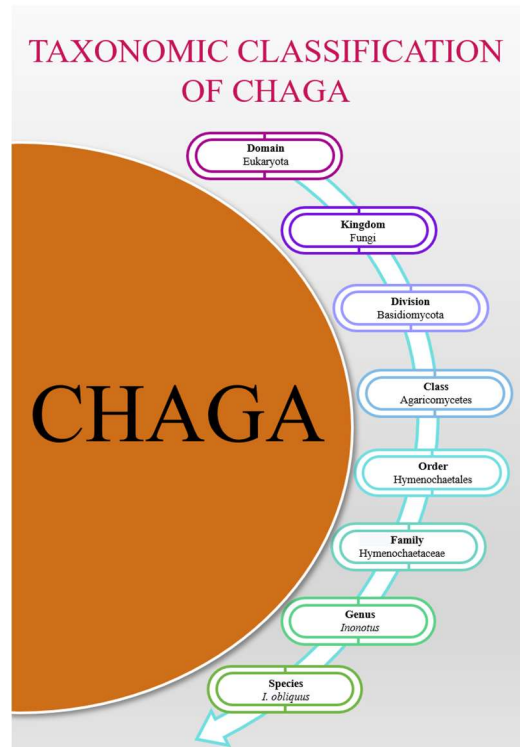 TAXONOMIC CLASSIFICATION
OF CHAGA
Domain
Eukaryota
Kingdom
Fungi
Division
Basidiomycota
Class
Agaricomycetes
CHAGA
Order
Hymenochaetales
Family
Hymenochaetaceae
Genus
Inonotus
Species
I. obliquus